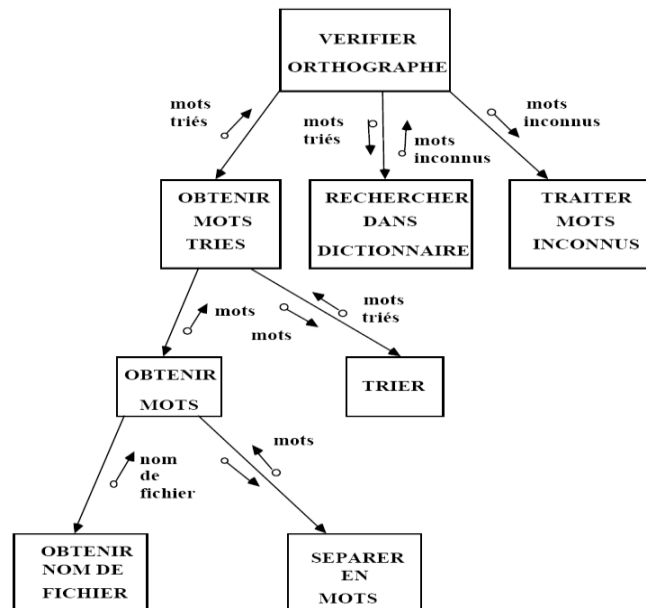 VERIFIER
ORTHOGRAPHE
mots
triés
mots
triés
mots
inconnus
mots
inconnus
OBTENIR
MOTS
TRIES
RECHERCHER
DANS
DICTIONNAIRE
TRAITER
MOTS
INCONNUS
mots
mots
mots
triés
OBTENIR
MOTS
TRIER
nom
de
fichier
mots
OBTENIR
NOM DE
FICHIER
SEPARER
EN
MOTS